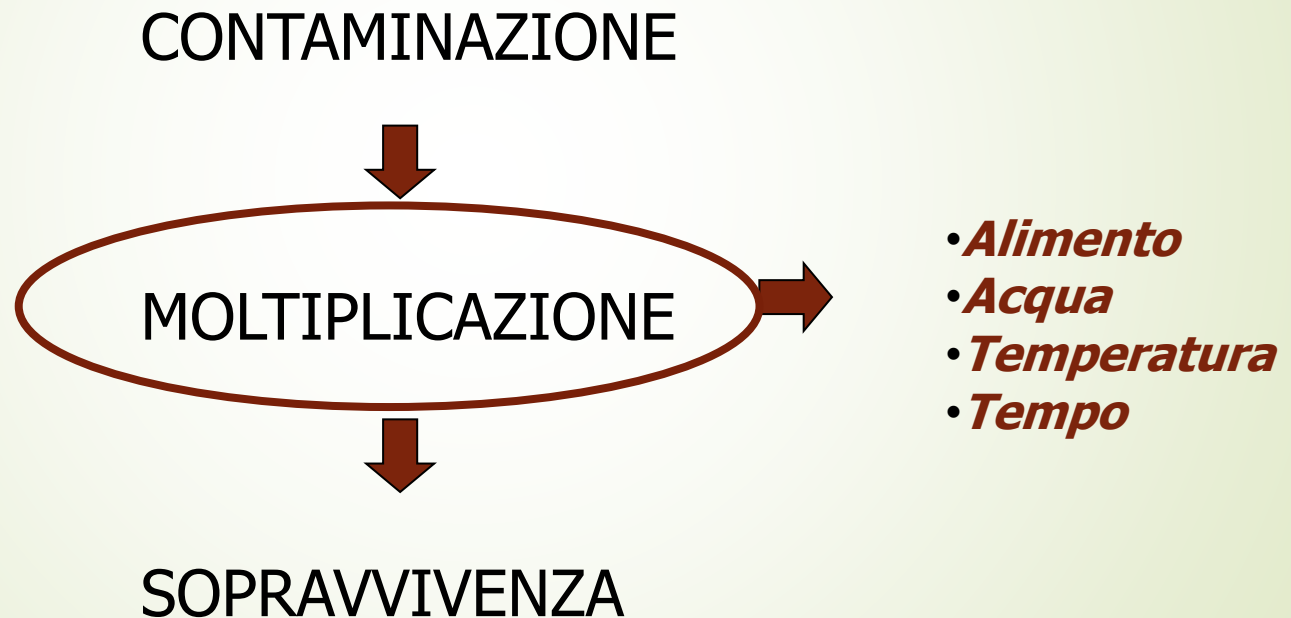 CONTAMINAZIONE
MOLTIPLICAZIONE
•Alimento
•Acqua
•Temperatura
•Tempo
SOPRAVVIVENZA